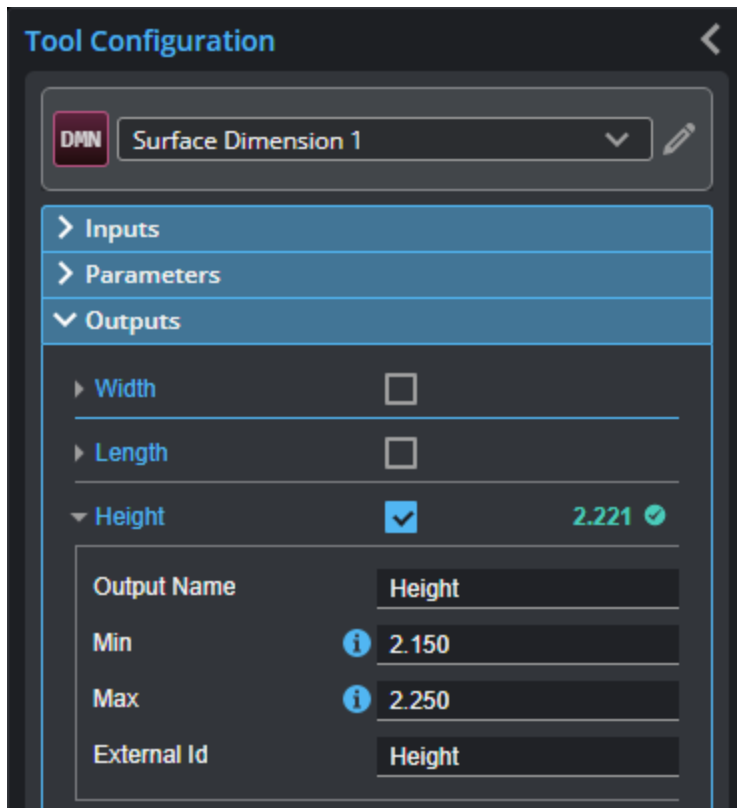 Tool Configuration
DMN Surface Dimension 1
Inputs
Parameters
Outputs
Width
Length
Height 2.221
Output Name Height
Min 2.150
Max 2.250
External Id Height